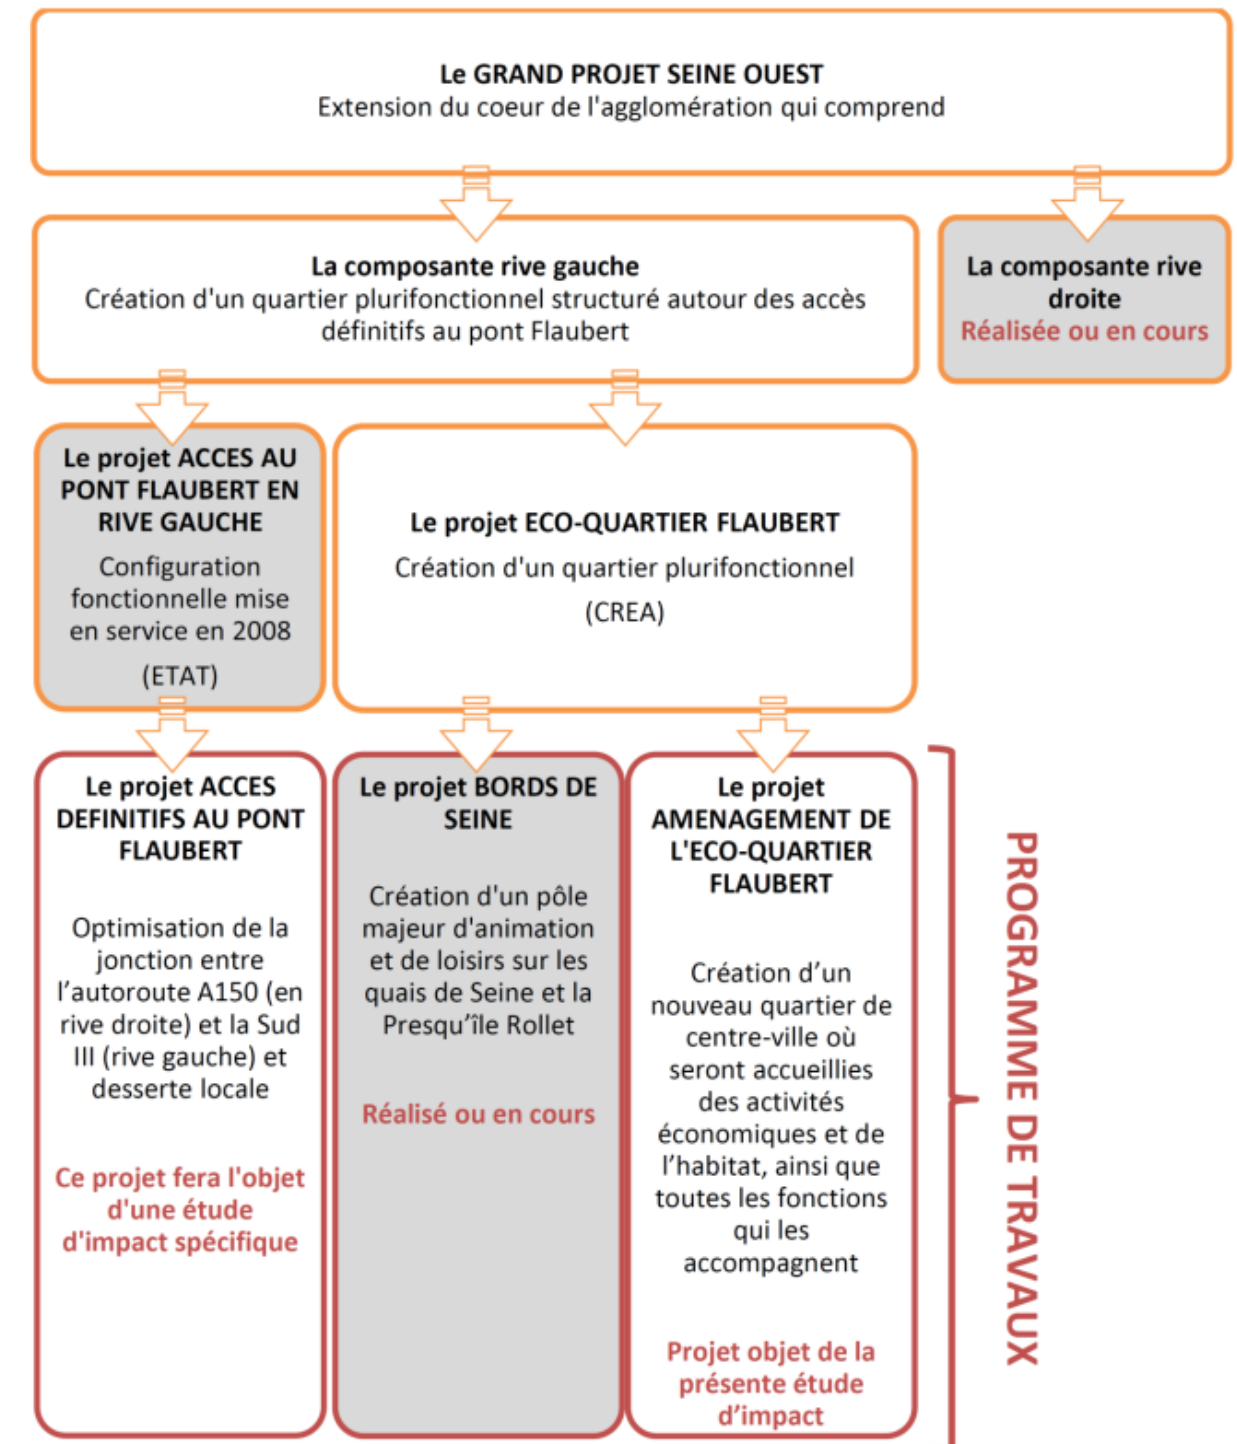 Le GRAND PROJET SEINE OUEST
Extension du coeur de l'agglomération qui comprend
La composante rive gauche
Création d'un quartier plurifonctionnel structuré autour des accès
définitifs au pont Flaubert
La composante rive
droite
Réalisée ou en cours
Le projet ACCES AU
PONT FLAUBERT EN
RIVE GAUCHE
Configuration
fonctionnelle mise
en service en 2008
(ETAT)
Le projet ECO-QUARTIER FLAUBERT
Création d'un quartier plurifonctionnel
(CREA)
Le projet ACCES
DEFINITIFS AU PONT
FLAUBERT
Optimisation de la
jonction entre
l’autoroute A150 (en
rive droite) et la Sud
III (rive gauche) et
desserte locale
Ce projet fera l'objet
d'une étude
d'impact spécifique
Le projet BORDS DE
SEINE
Création d'un pôle
majeur d'animation
et de loisirs sur les
quais de Seine et la
Presqu’île Rollet
Réalisé ou en cours
Le projet
AMENAGEMENT DE
L'ECO-QUARTIER
FLAUBERT
Création d’un
nouveau quartier de
centre-ville où
seront accueillies
des activités
économiques et de
l’habitat, ainsi que
toutes les fonctions
qui les
accompagnent
Projet objet de la
présente étude
d’impact
PROGRAMME DE TRAVAUX